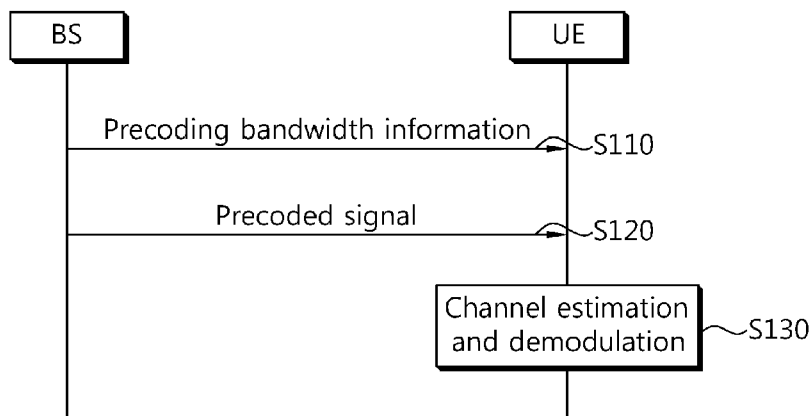 BS
UE
Precoding bandwidth information
S110
Precoded signal
S120
Channel estimation
and demodulation
S130